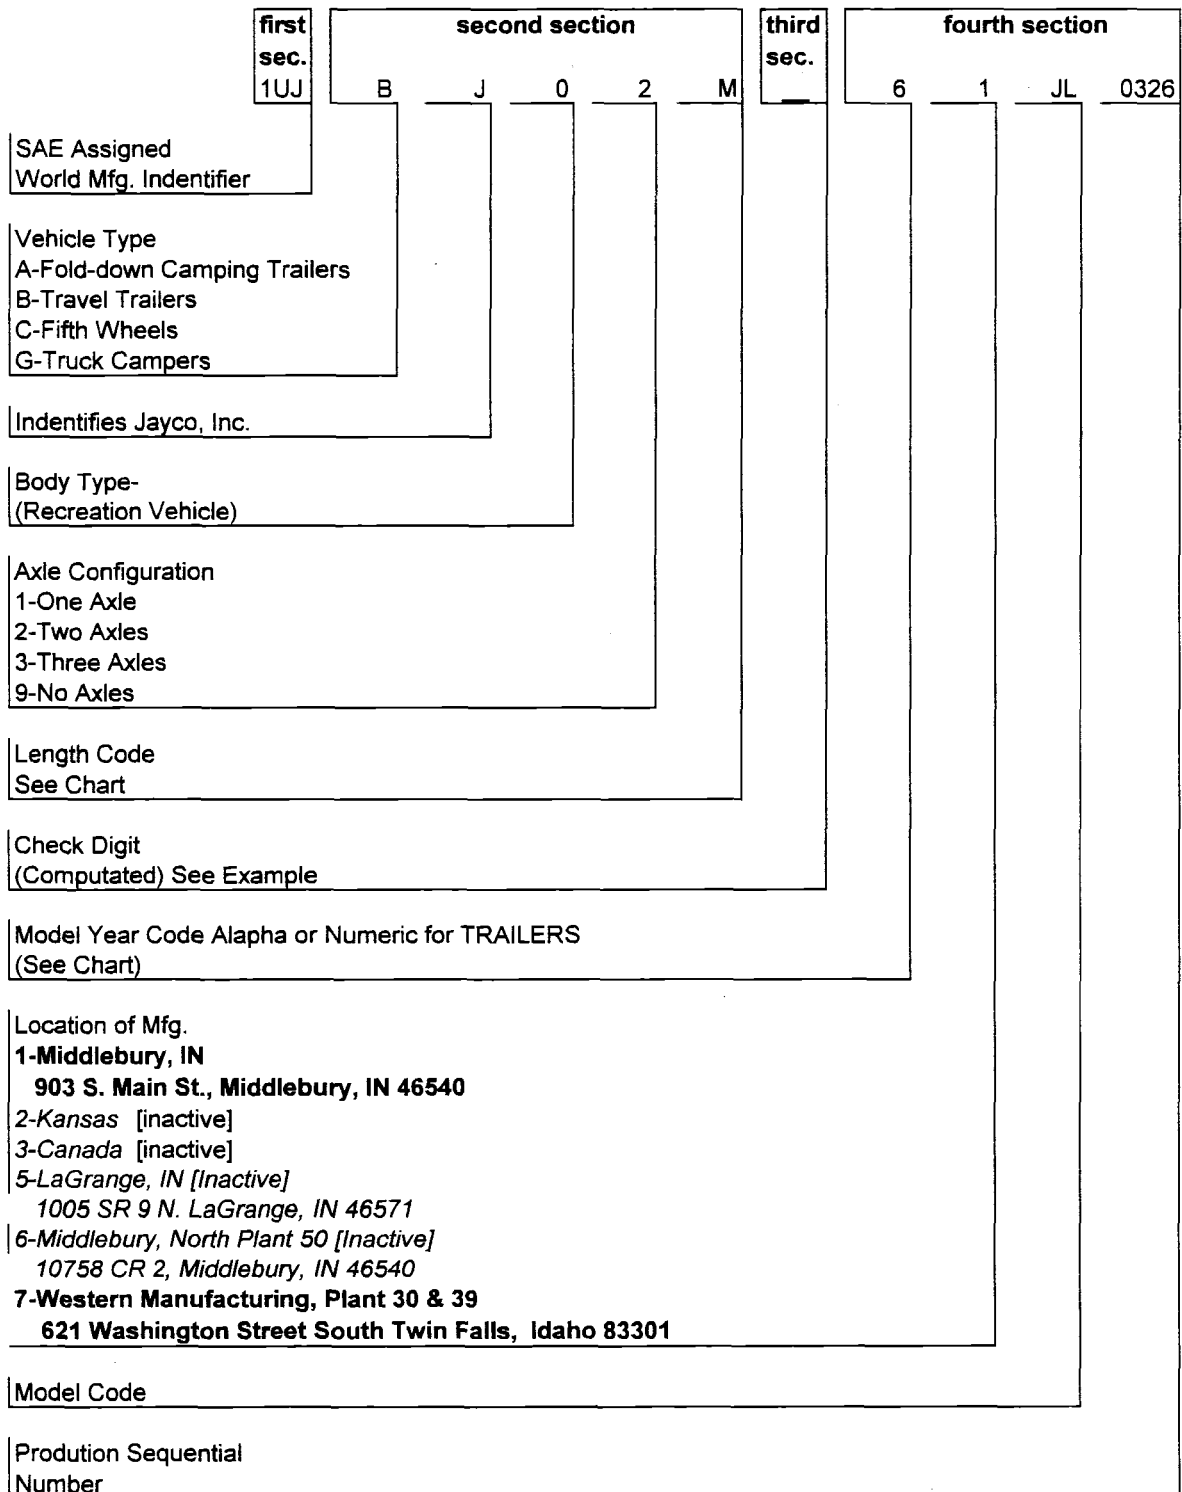 first second section third fourth section
sec. sec.
1UJ B J 0 2 M __ 6 1 JL 0326
SAE Assigned
World Mfg. Indentifier
Vehicle Type
A-Fold-down Camping Trailers
B-Travel Trailers
C-Fifth Wheels
G-Truck Campers
Indentifies Jayco, Inc.
Body Type-
(Recreation Vehicle)
Axle Configuration
1-One Axle
2-Two Axles
3-Three Axles
9-No Axles
Length Code
See Chart
Check Digit
(Computated) See Example
Model Year Code Alapha or Numeric for TRAILERS
(See Chart)
Location of Mfg.
1-Middlebury, IN
903 S. Main St., Middlebury, IN 46540
2-Kansas [inactive]
3-Canada [inactive]
5-LaGrange, IN [Inactive]
1005 SR 9 N. LaGrange, IN 46571
6-Middlebury, North Plant 50 [Inactive]
10758 CR 2, Middlebury, IN 46540
7-Western Manufacturing, Plant 30 & 39
621 Washington Street South Twin Falls, Idaho 83301
Model Code
Prodution Sequential
Number